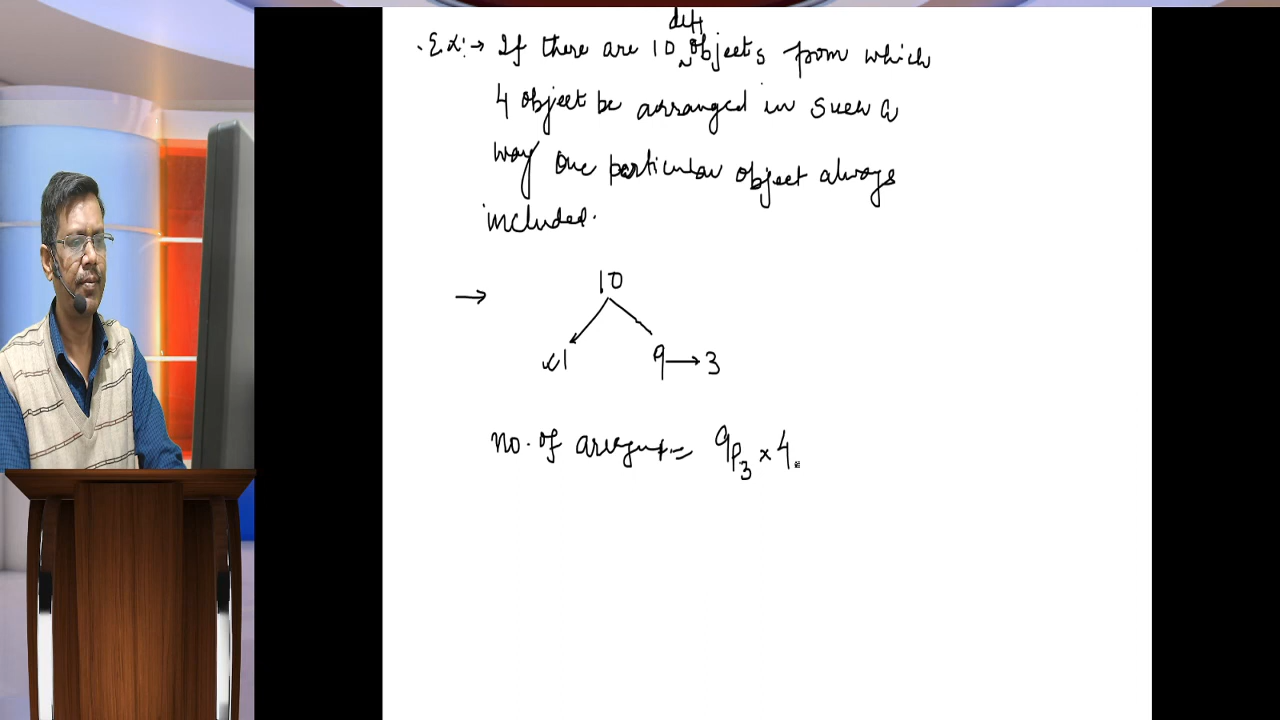 diff
Ex:→ If there are 10 objects from which
4 object be arranged in such a
way one particular object always
included.
→ 10
1 9→3
no. of = 9P3 × 4